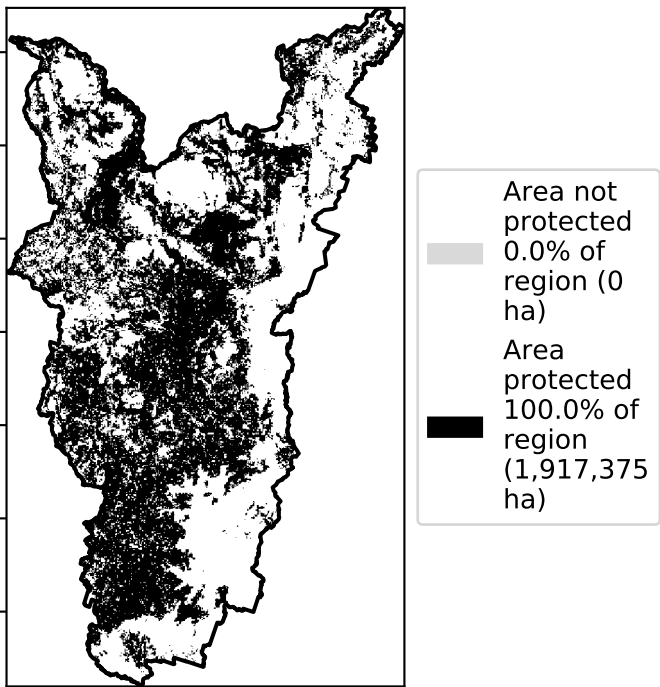 Area not
protected
0.0% of
region (0
ha)
Area
protected
100.0% of
region
(1,917,375
ha)